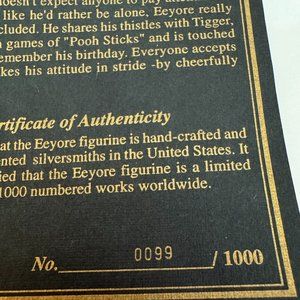 doesn't expect anyone to pay
like he'd rather be alone, Eeyore really
cluded. He shares his thistles with Tigger,
games of "Pooh Sticks" and is touched
remember his birthday. Everyone accepts
kes his attitude in stride -by cheerfully
rtificate of Authenticity
at the Eeyore figurine is hand-crafted and
ented silversmiths in the United States. It
ied that the Eeyore figurine is a limited
1000 numbered works worldwide.
No. 0099 / 1000